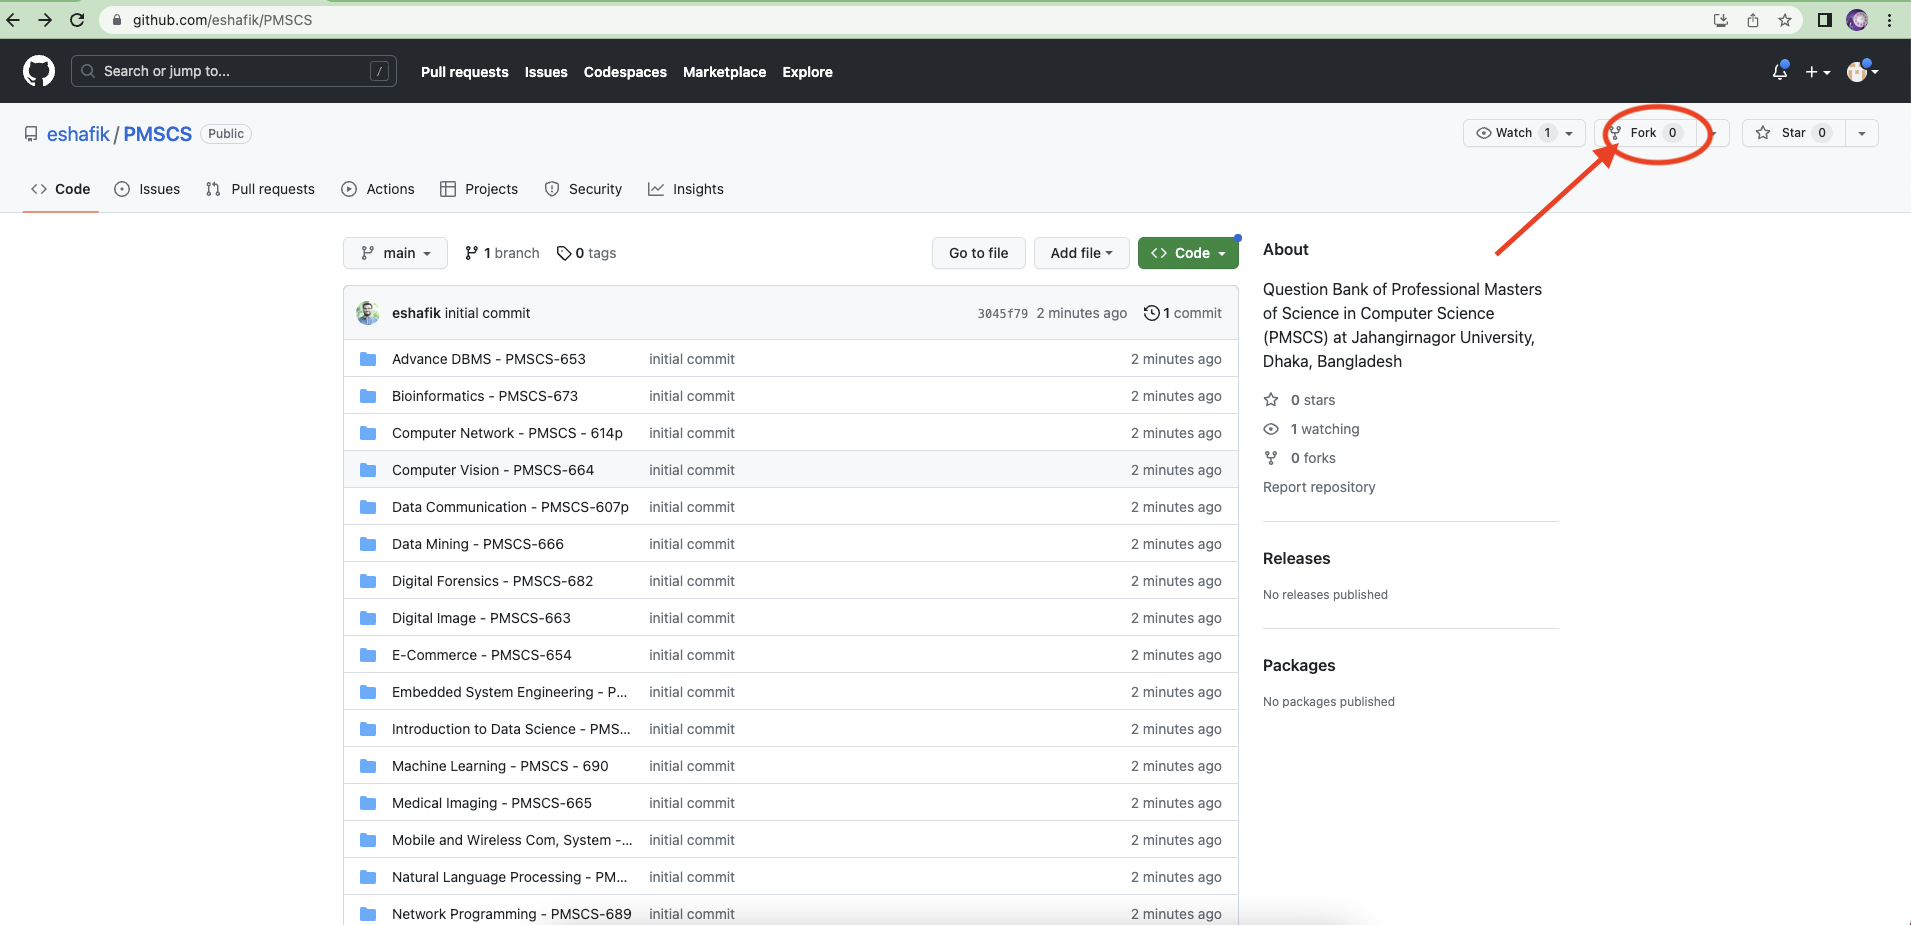 github.com/eshafik/PMSCS
Search or jump to... /
Pull requests Issues Codespaces Marketplace Explore
eshafik / PMSCS Public
Watch 1 Fork 0 Star 0
Code Issues Pull requests Actions Projects Security Insights
main 1 branch 0 tags Go to file Add file Code
eshafik initial commit 3045f79 2 minutes ago 1 commit
Advance DBMS - PMSCS-653 initial commit 2 minutes ago
Bioinformatics - PMSCS-673 initial commit 2 minutes ago
Computer Network - PMSCS - 614p initial commit 2 minutes ago
Computer Vision - PMSCS-664 initial commit 2 minutes ago
Data Communication - PMSCS-607p initial commit 2 minutes ago
Data Mining - PMSCS-666 initial commit 2 minutes ago
Digital Forensics - PMSCS-682 initial commit 2 minutes ago
Digital Image - PMSCS-663 initial commit 2 minutes ago
E-Commerce - PMSCS-654 initial commit 2 minutes ago
Embedded System Engineering - P... initial commit 2 minutes ago
Introduction to Data Science - PMS... initial commit 2 minutes ago
Machine Learning - PMSCS - 690 initial commit 2 minutes ago
Medical Imaging - PMSCS-665 initial commit 2 minutes ago
Mobile and Wireless Com, System -... initial commit 2 minutes ago
Natural Language Processing - PM... initial commit 2 minutes ago
Network Programming - PMSCS-689 initial commit 2 minutes ago
About
Question Bank of Professional Masters
of Science in Computer Science
(PMSCS) at Jahangirnagor University,
Dhaka, Bangladesh
0 stars
1 watching
0 forks
Report repository
Releases
No releases published
Packages
No packages published